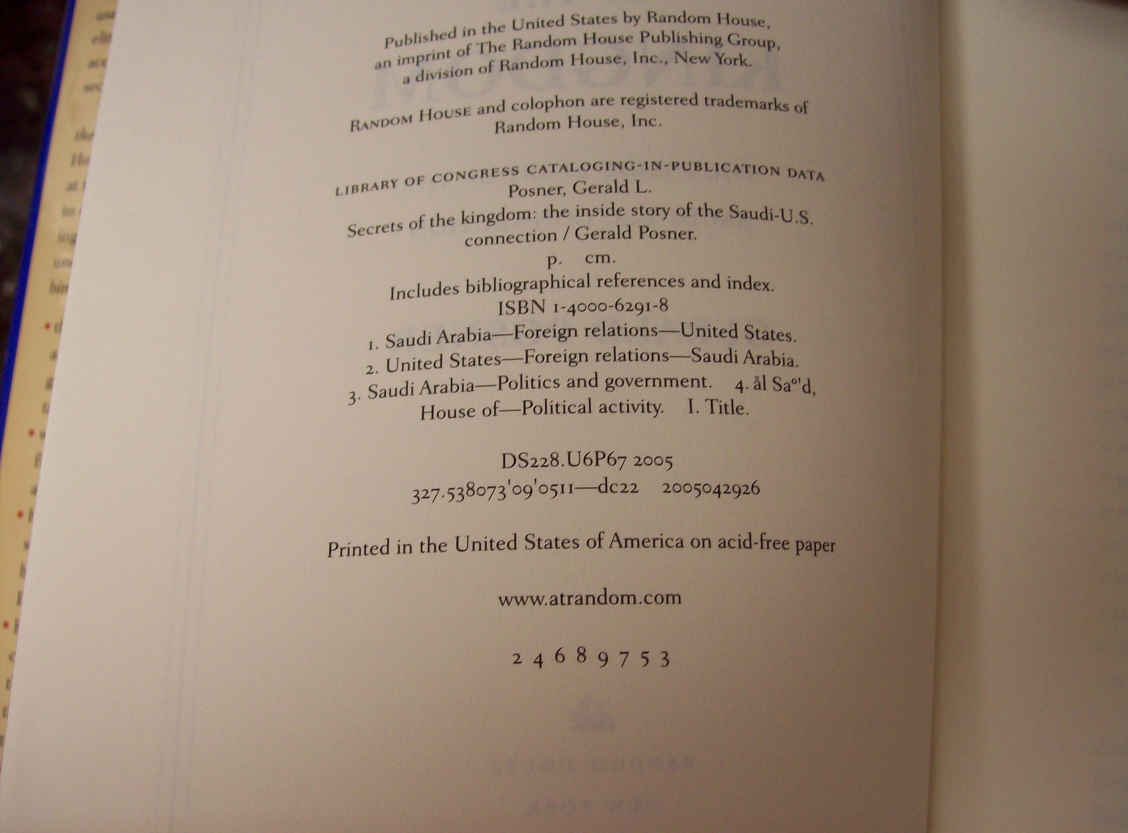 Published in the United States by Random House,
an imprint of The Random House Publishing Group,
a division of Random House, Inc., New York.
RANDOM HOUSE and colophon are registered trademarks of
Random House, Inc.
LIBRARY OF CONGRESS CATALOGING-IN-PUBLICATION DATA
Posner, Gerald L.
Secrets of the kingdom: the inside story of the Saudi-U.S.
connection / Gerald Posner.
p. cm.
Includes bibliographical references and index.
ISBN 1-4000-6291-8
1. Saudi Arabia—Foreign relations—United States.
2. United States—Foreign relations—Saudi Arabia.
3. Saudi Arabia—Politics and government. 4. ål Saº'd,
House of—Political activity. I. Title.
DS228.U6P67 2005
327.538073'09'0511—dc22 2005042926
Printed in the United States of America on acid-free paper
www.atrandom.com
2 4 6 8 9 7 5 3